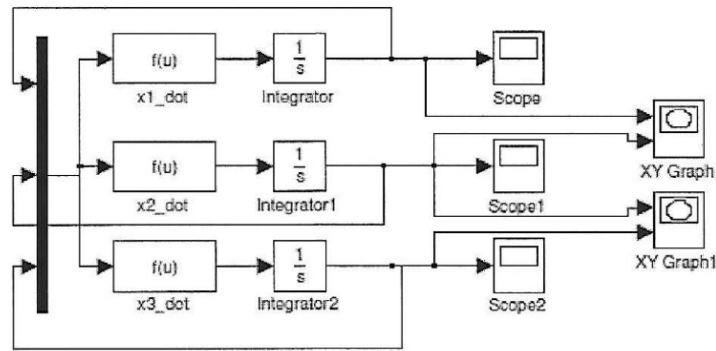 f(u)
x1_dot
1
s
Integrator
Scope
XY Graph
f(u)
x2_dot
1
s
Integrator1
Scope1
XY Graph1
f(u)
x3_dot
1
s
Integrator2
Scope2